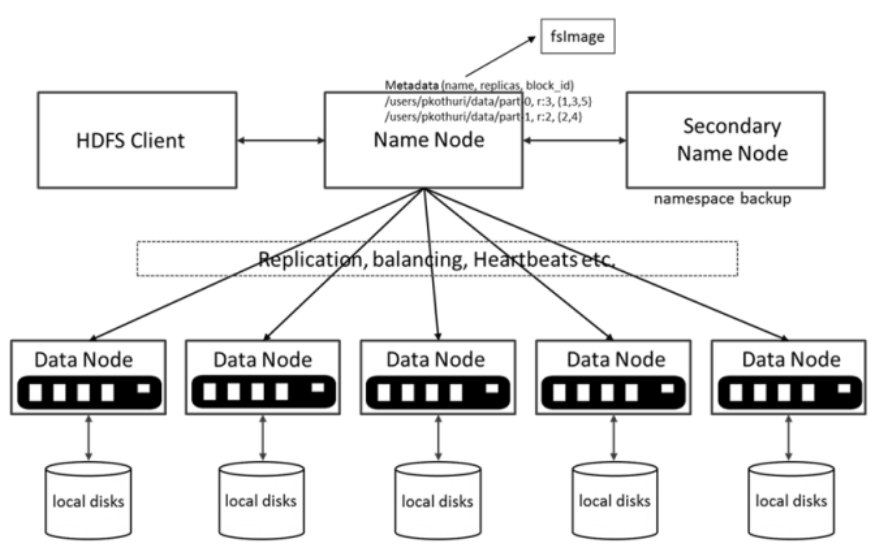 fsImage
Metadata (name, replicas, block_id)
/users/pkothuri/data/part-0, r:3, {1,3,5}
/users/pkothuri/data/part-1, r:2, {2,4}
HDFS Client
Name Node
Secondary
Name Node
namespace backup
Replication, balancing, Heartbeats etc.
Data Node
Data Node
Data Node
Data Node
Data Node
local disks
local disks
local disks
local disks
local disks